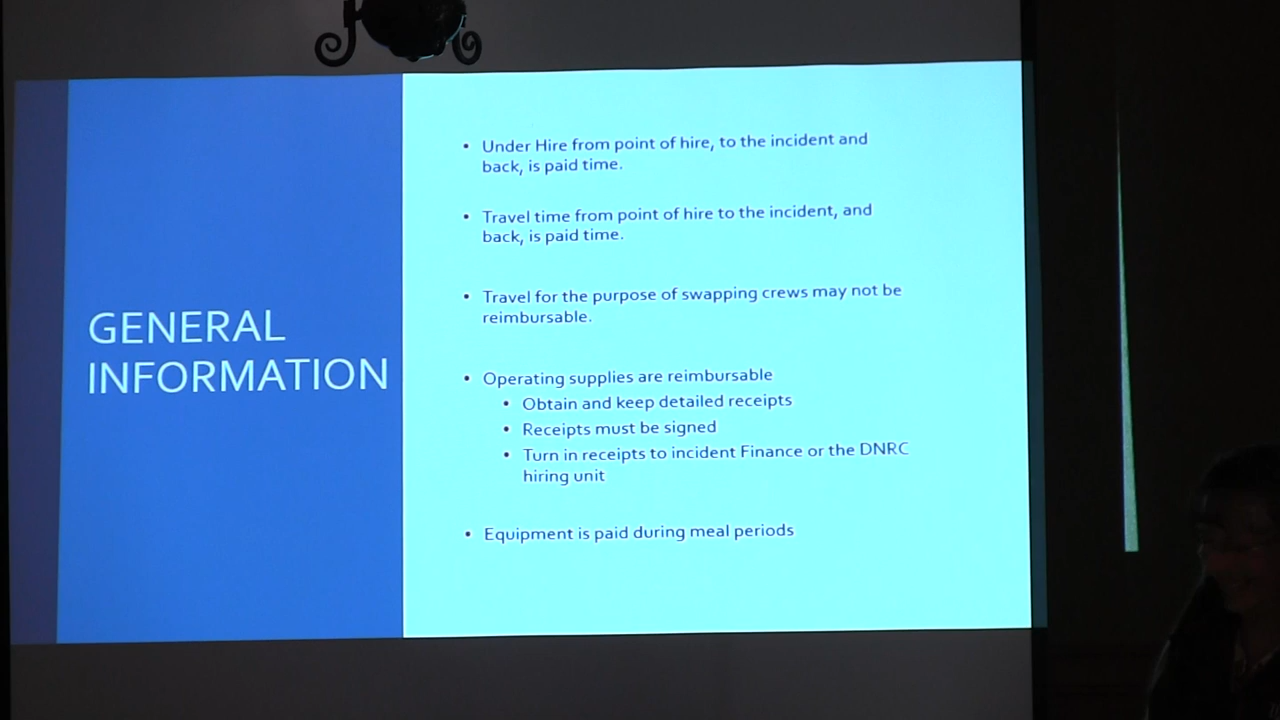 GENERAL
INFORMATION
• Under Hire from point of hire, to the incident and
back, is paid time.
• Travel time from point of hire to the incident, and
back, is paid time.
• Travel for the purpose of swapping crews may not be
reimbursable.
• Operating supplies are reimbursable
• Obtain and keep detailed receipts
• Receipts must be signed
• Turn in receipts to incident Finance or the DNRC
hiring unit
• Equipment is paid during meal periods